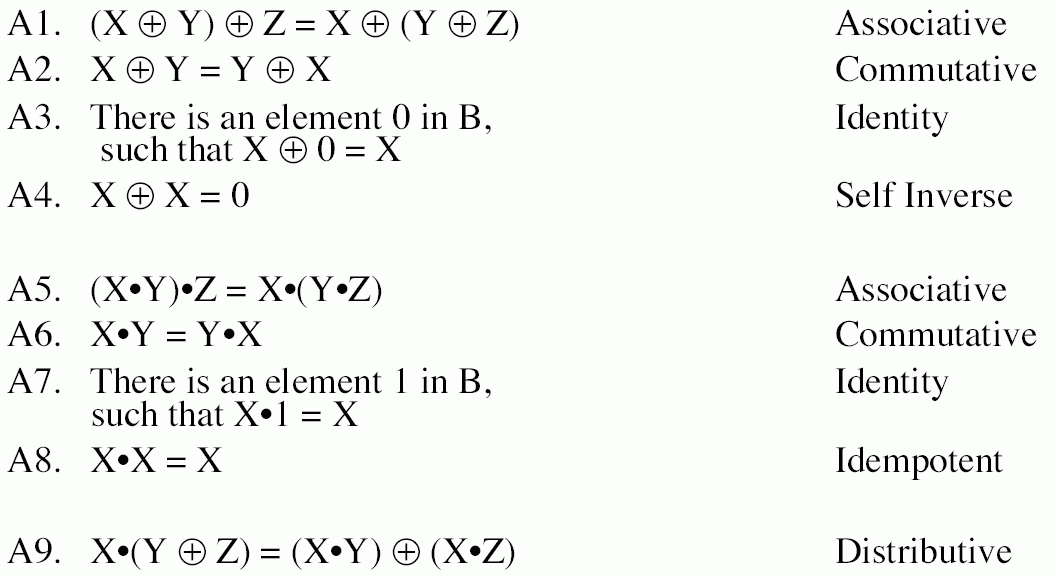 A1. (X ⊕ Y) ⊕ Z = X ⊕ (Y ⊕ Z) Associative
A2. X ⊕ Y = Y ⊕ X Commutative
A3. There is an element 0 in B, Identity
such that X ⊕ 0 = X
A4. X ⊕ X = 0 Self Inverse
A5. (X•Y)•Z = X•(Y•Z) Associative
A6. X•Y = Y•X Commutative
A7. There is an element 1 in B, Identity
such that X•1 = X
A8. X•X = X Idempotent
A9. X•(Y ⊕ Z) = (X•Y) ⊕ (X•Z) Distributive